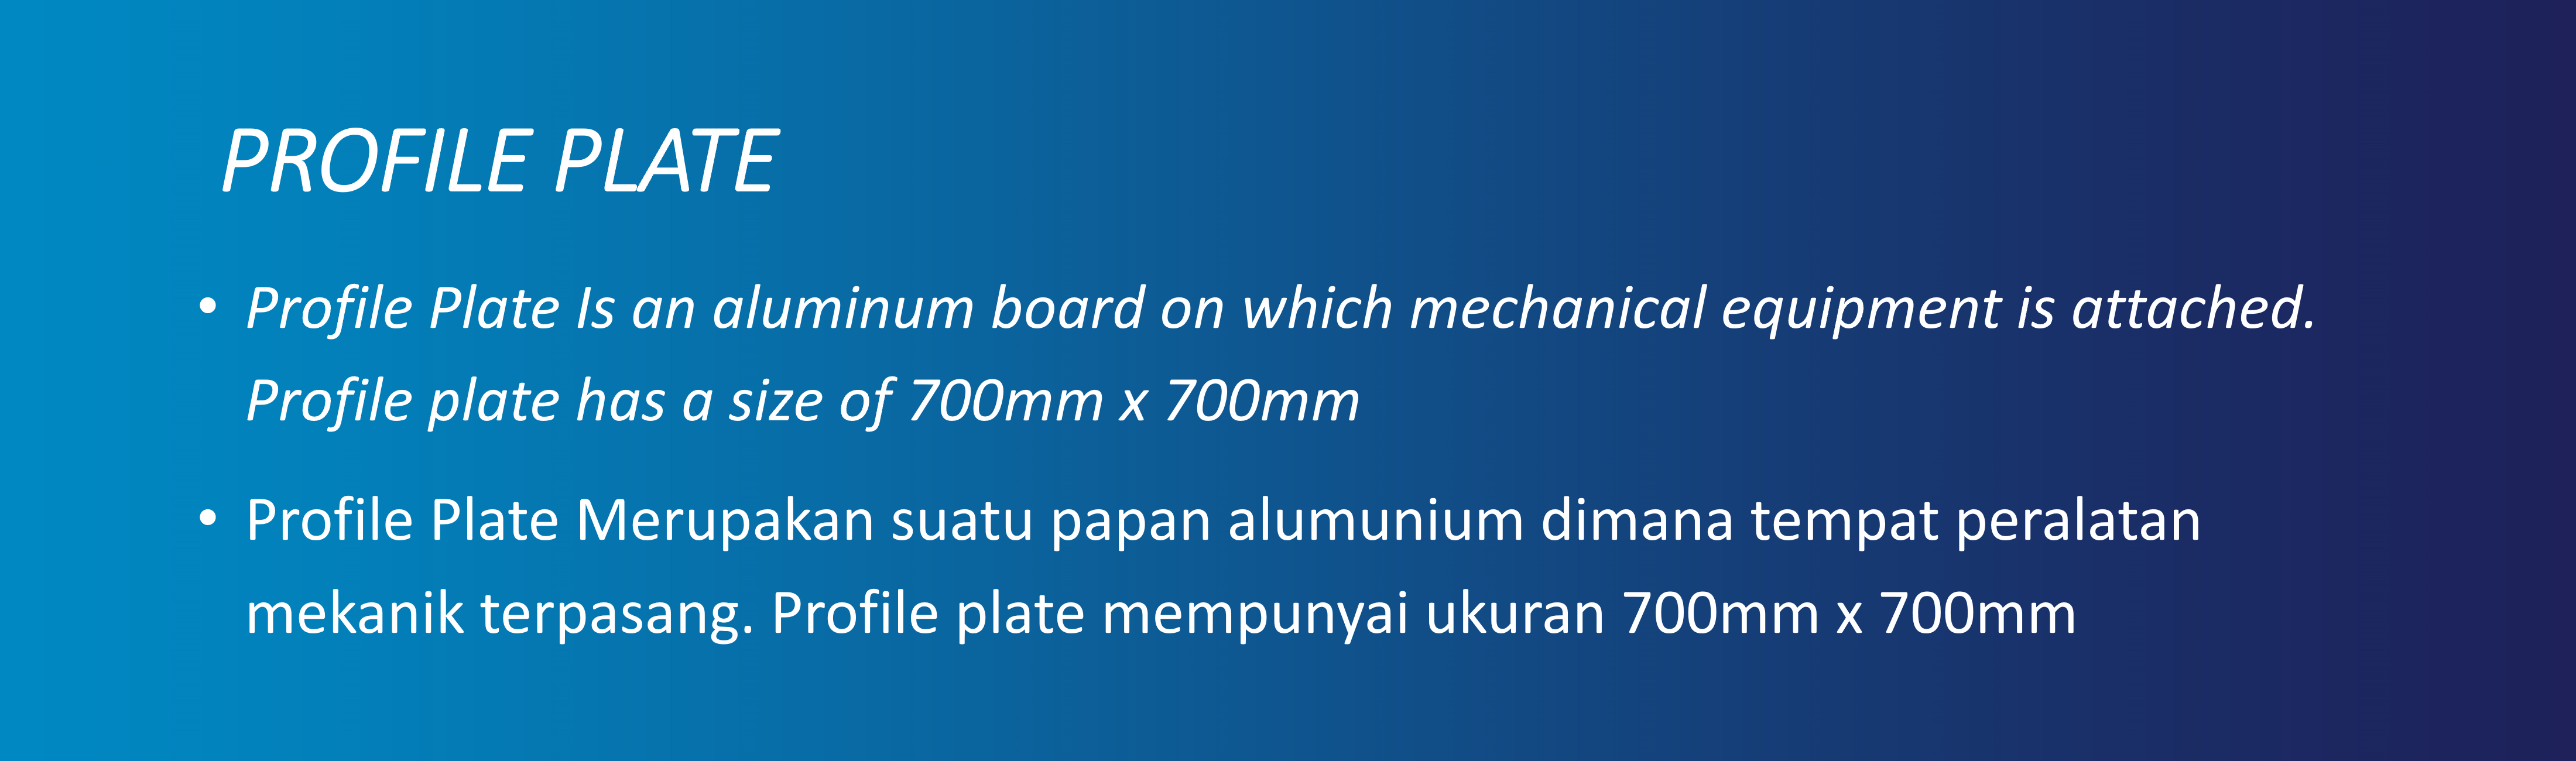 PROFILE PLATE
• Profile Plate Is an aluminum board on which mechanical equipment is attached.
Profile plate has a size of 700mm x 700mm
• Profile Plate Merupakan suatu papan alumunium dimana tempat peralatan
mekanik terpasang. Profile plate mempunyai ukuran 700mm x 700mm